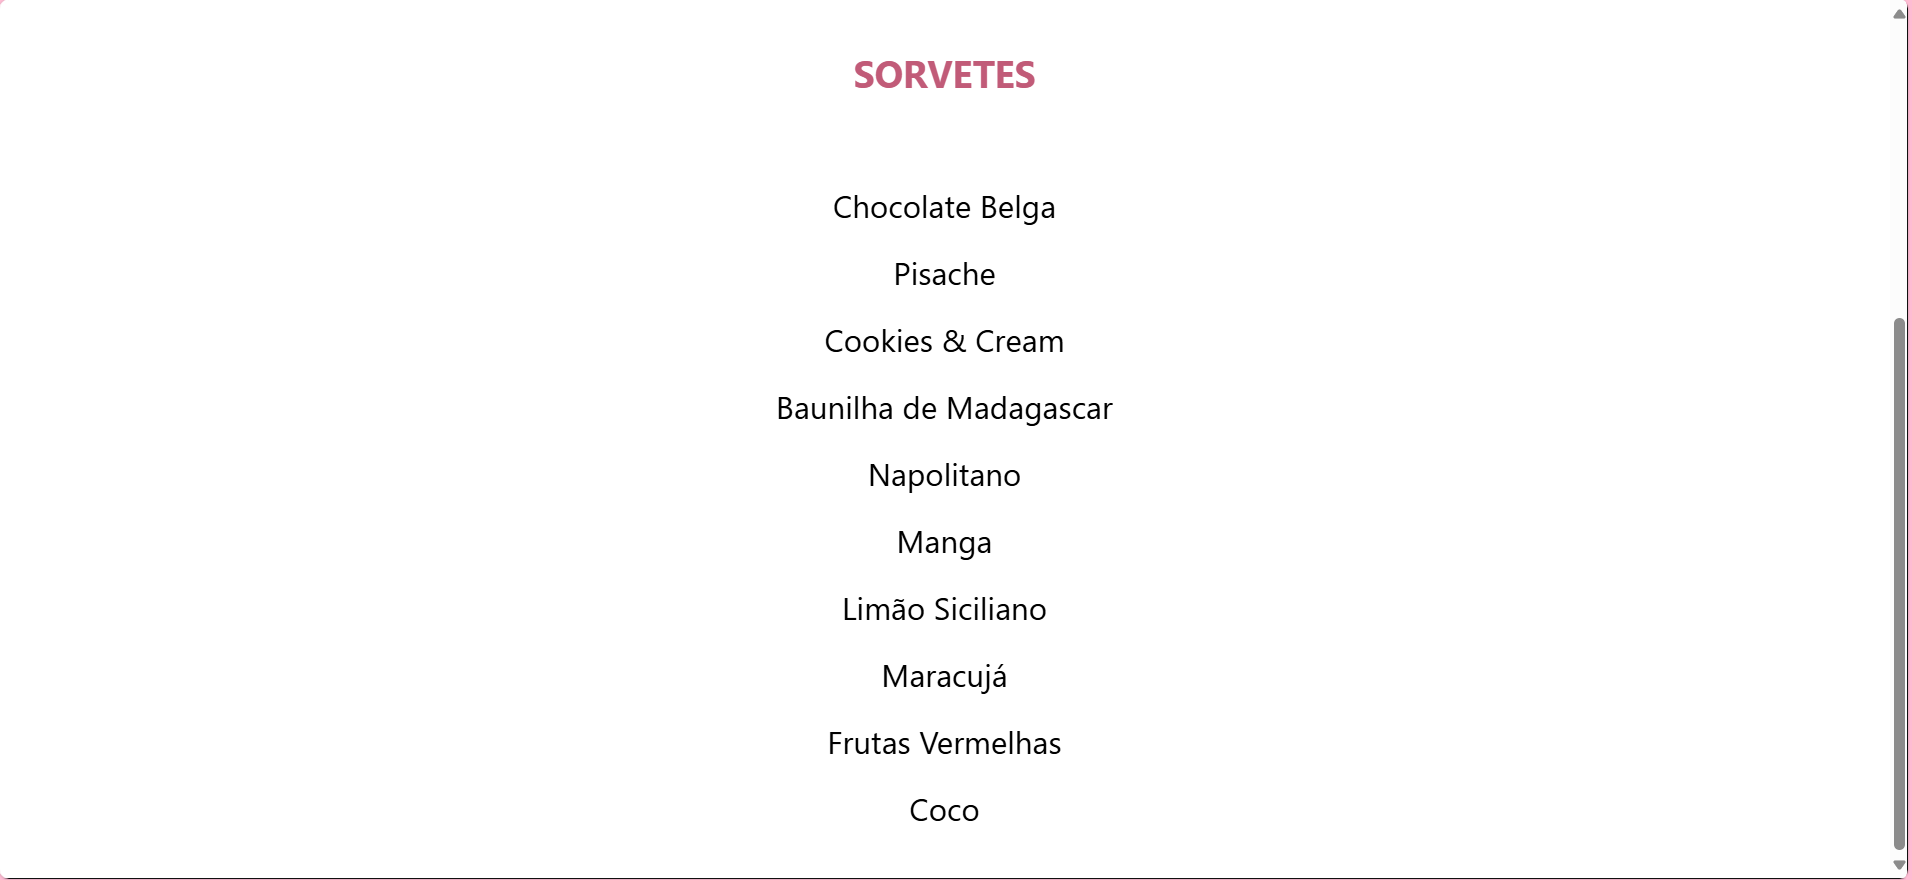 SORVETES
Chocolate Belga
Pisache
Cookies & Cream
Baunilha de Madagascar
Napolitano
Manga
Limão Siciliano
Maracujá
Frutas Vermelhas
Coco